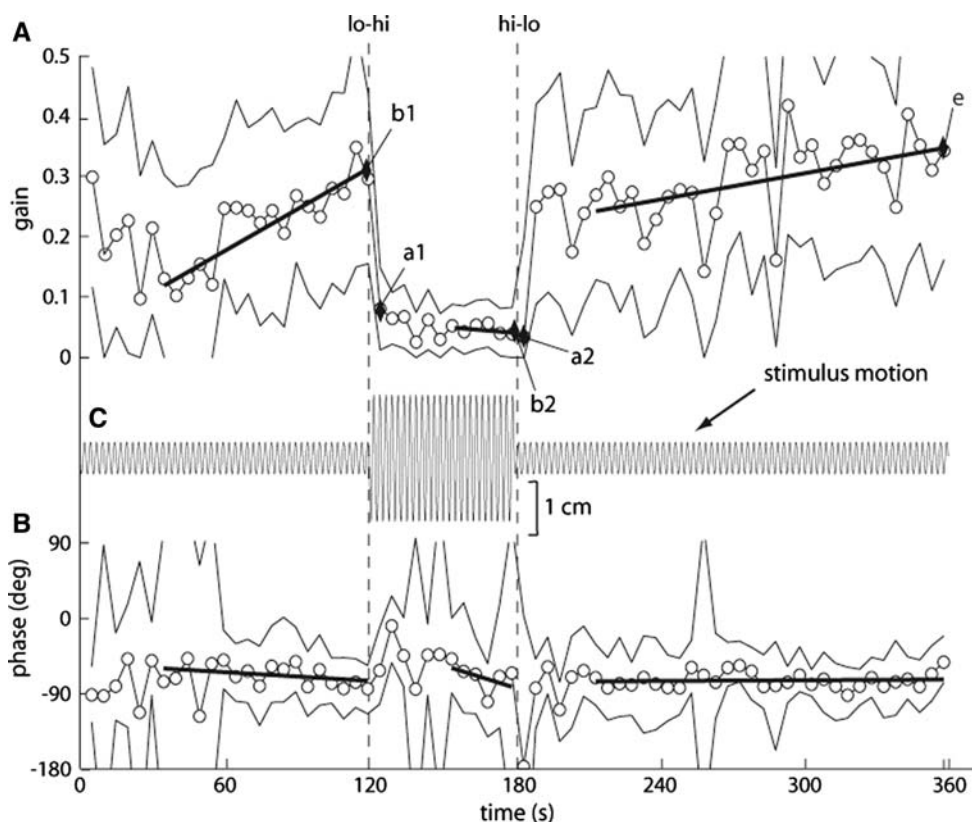 lo-hi hi-lo
A
0.5
0.4
0.3
0.2
0.1
0
gain
b1
e
a1
a2
b2
stimulus motion
C
1 cm
B
90
0
-90
-180
phase (deg)
0 60 120 180 240 300 360
time (s)